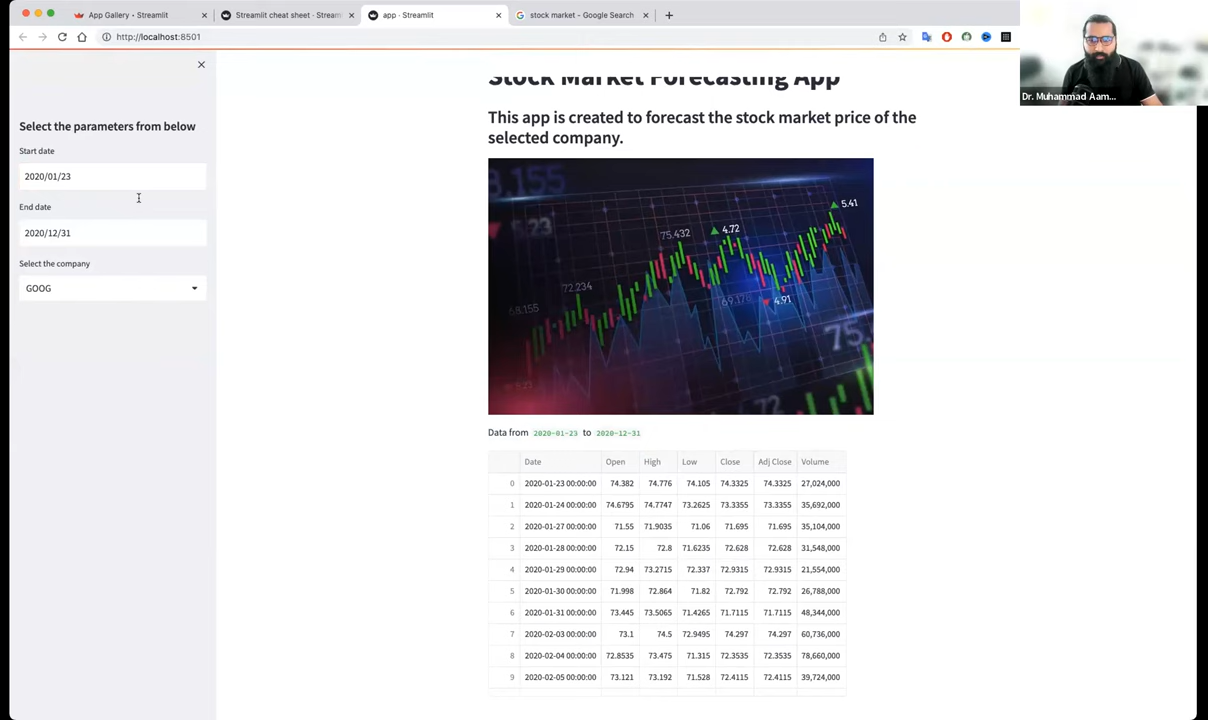 App Gallery • Streamlit
Streamlit cheat sheet · Stream
app · Streamlit
stock market - Google Search
http://localhost:8501
Dr. Muhammad Aam...
Select the parameters from below
Start date
2020/01/23
End date
2020/12/31
Select the company
GOOG
Stock Market Forecasting App
This app is created to forecast the stock market price of the
selected company.
8.155
5.41
5.23
75.432
4.72
72.234
69.178
4.91
68.155
75.
72
Data from 2020-01-23 to 2020-12-31
Date Open High Low Close Adj Close Volume
0 2020-01-23 00:00:00 74.382 74.776 74.105 74.3325 74.3325 27,024,000
1 2020-01-24 00:00:00 74.6795 74.7747 73.2625 73.3355 73.3355 35,692,000
2 2020-01-27 00:00:00 71.55 71.9035 71.06 71.695 71.695 35,104,000
3 2020-01-28 00:00:00 72.15 72.8 71.6235 72.628 72.628 31,548,000
4 2020-01-29 00:00:00 72.94 73.2715 72.337 72.9315 72.9315 21,554,000
5 2020-01-30 00:00:00 71.998 72.864 71.82 72.792 72.792 26,788,000
6 2020-01-31 00:00:00 73.445 73.5065 71.4265 71.7115 71.7115 48,344,000
7 2020-02-03 00:00:00 73.1 74.5 72.9495 74.297 74.297 60,736,000
8 2020-02-04 00:00:00 72.8535 73.475 71.315 72.3535 72.3535 78,660,000
9 2020-02-05 00:00:00 73.121 73.192 71.528 72.4115 72.4115 39,724,000